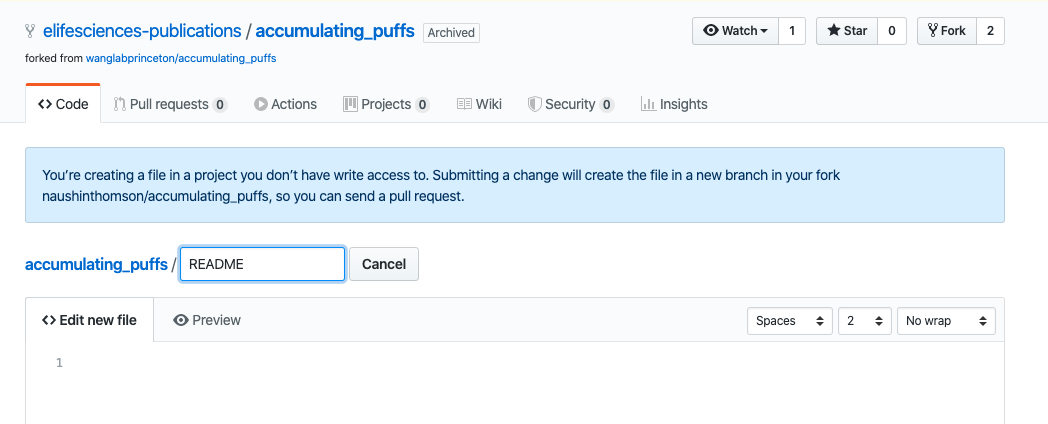 elifesciences-publications / accumulating_puffs Archived Watch 1 Star 0 Fork 2
forked from wanglabprinceton/accumulating_puffs
Code Pull requests 0 Actions Projects 0 Wiki Security 0 Insights
You’re creating a file in a project you don’t have write access to. Submitting a change will create the file in a new branch in your fork
naushinthomson/accumulating_puffs, so you can send a pull request.
accumulating_puffs / README Cancel
Edit new file Preview Spaces 2 No wrap
1